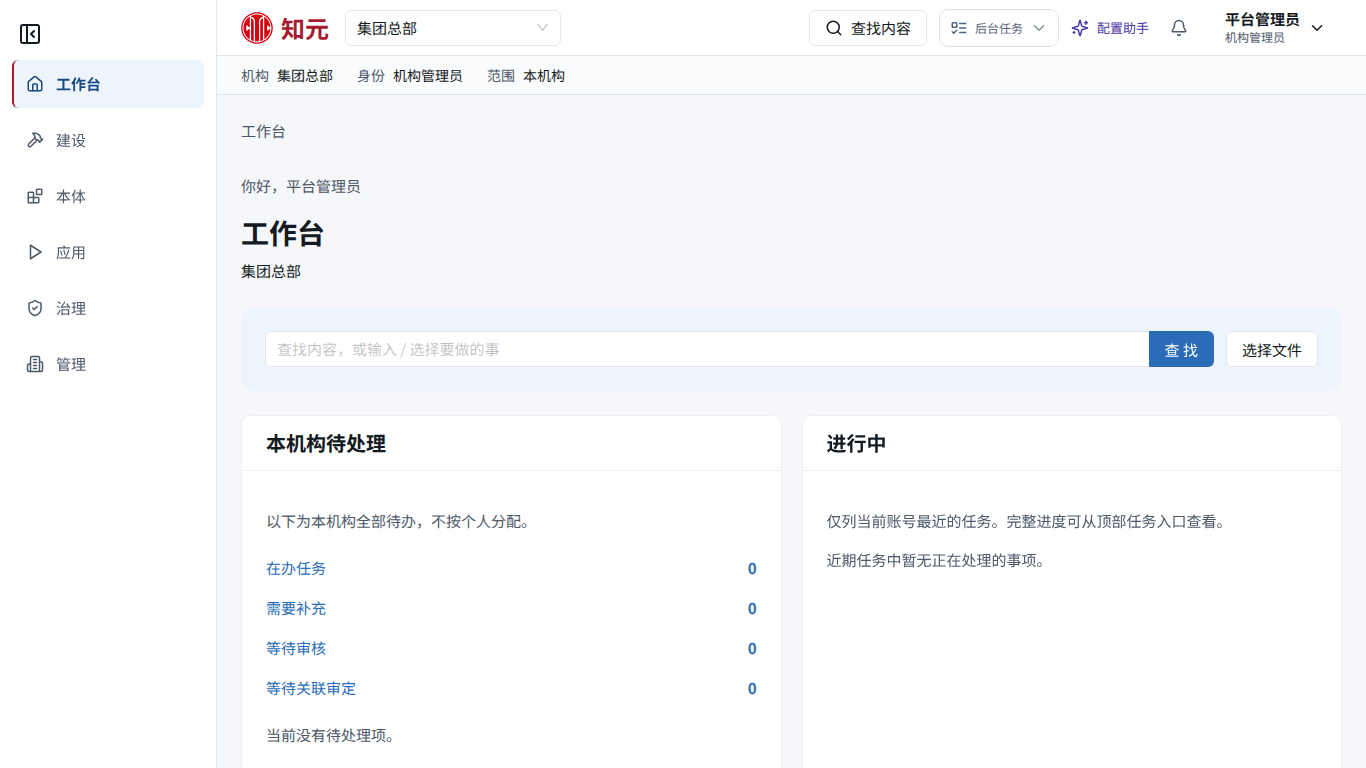 知元
集团总部
查找内容
后台任务
配置助手
平台管理员
机构管理员
工作台
建设
本体
应用
治理
管理
机构 集团总部 身份 机构管理员 范围 本机构
工作台
你好，平台管理员
工作台
集团总部
查找内容，或输入 / 选择要做的事
查 找
选择文件
本机构待处理
以下为本机构全部待办，不按个人分配。
在办任务 0
需要补充 0
等待审核 0
等待关联审定 0
当前没有待处理项。
进行中
仅列当前账号最近的任务。完整进度可从顶部任务入口查看。
近期任务中暂无正在处理的事项。